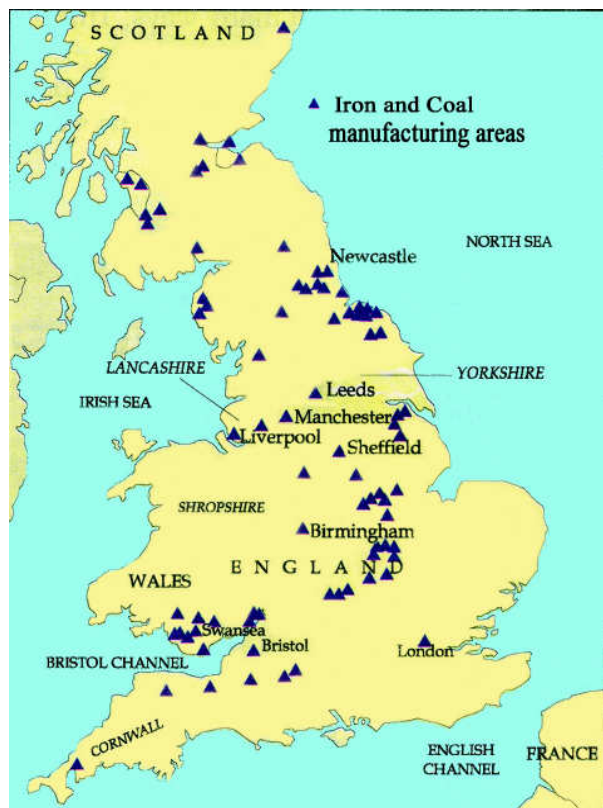 SCOTLAND
Iron and Coal
manufacturing areas
Newcastle
NORTH SEA
LANCASHIRE
YORKSHIRE
Leeds
IRISH SEA
Manchester
Liverpool
Sheffield
SHROPSHIRE
Birmingham
ENGLAND
WALES
Swansea
Bristol
London
BRISTOL CHANNEL
CORNWALL
ENGLISH
CHANNEL
FRANCE